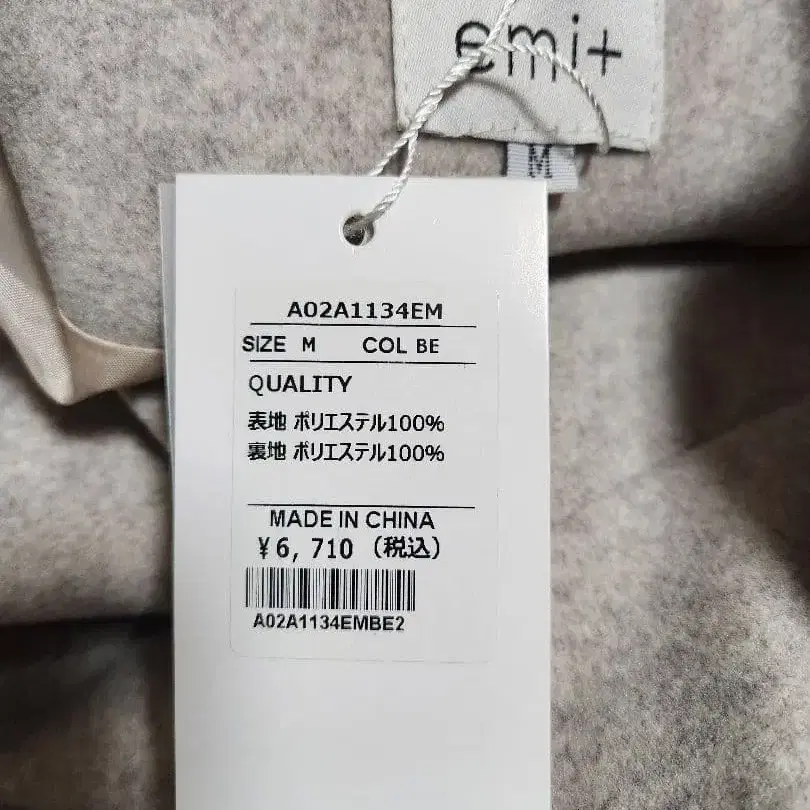 emi+
M
A02A1134EM
SIZE M COL BE
QUALITY
表地 ポリエステル100%
裏地 ポリエステル100%
MADE IN CHINA
¥6,710 (税込)
A02A1134EMBE2